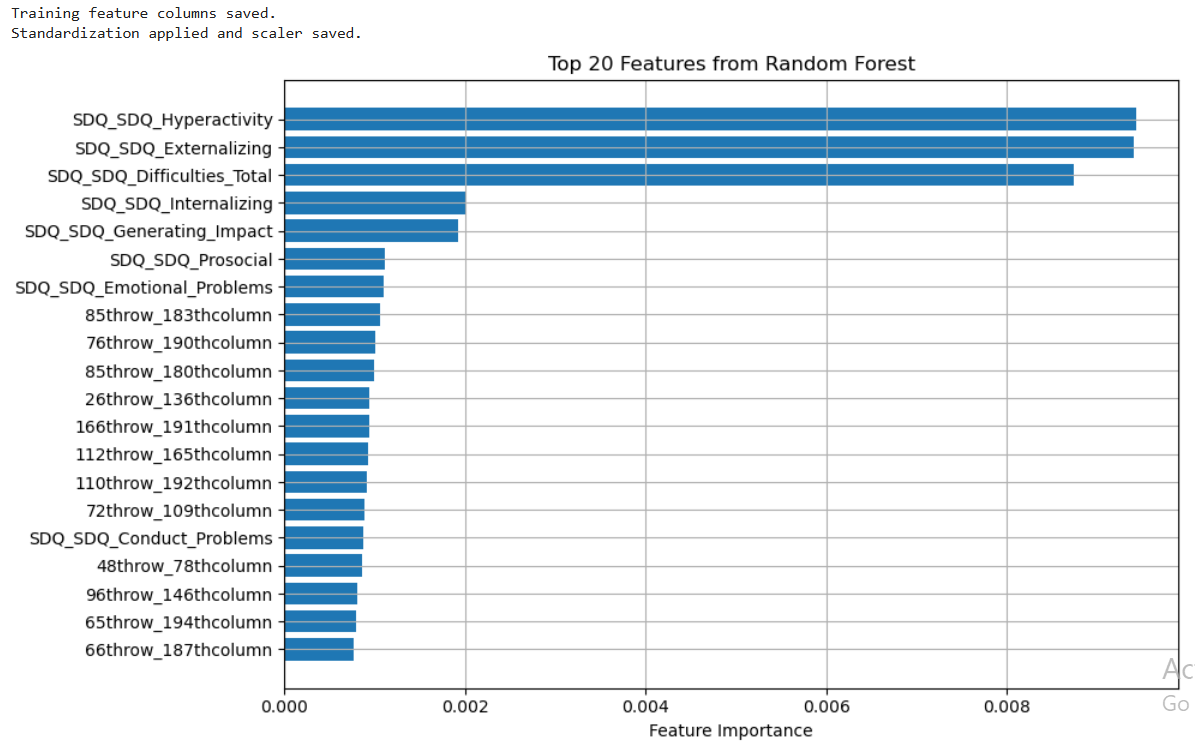 Training feature columns saved.
Standardization applied and scaler saved.
Top 20 Features from Random Forest
SDQ_SDQ_Hyperactivity
SDQ_SDQ_Externalizing
SDQ_SDQ_Difficulties_Total
SDQ_SDQ_Internalizing
SDQ_SDQ_Generating_Impact
SDQ_SDQ_Prosocial
SDQ_SDQ_Emotional_Problems
85throw_183thcolumn
76throw_190thcolumn
85throw_180thcolumn
26throw_136thcolumn
166throw_191thcolumn
112throw_165thcolumn
110throw_192thcolumn
72throw_109thcolumn
SDQ_SDQ_Conduct_Problems
48throw_78thcolumn
96throw_146thcolumn
65throw_194thcolumn
66throw_187thcolumn
0.000 0.002 0.004 0.006 0.008
Feature Importance
Go